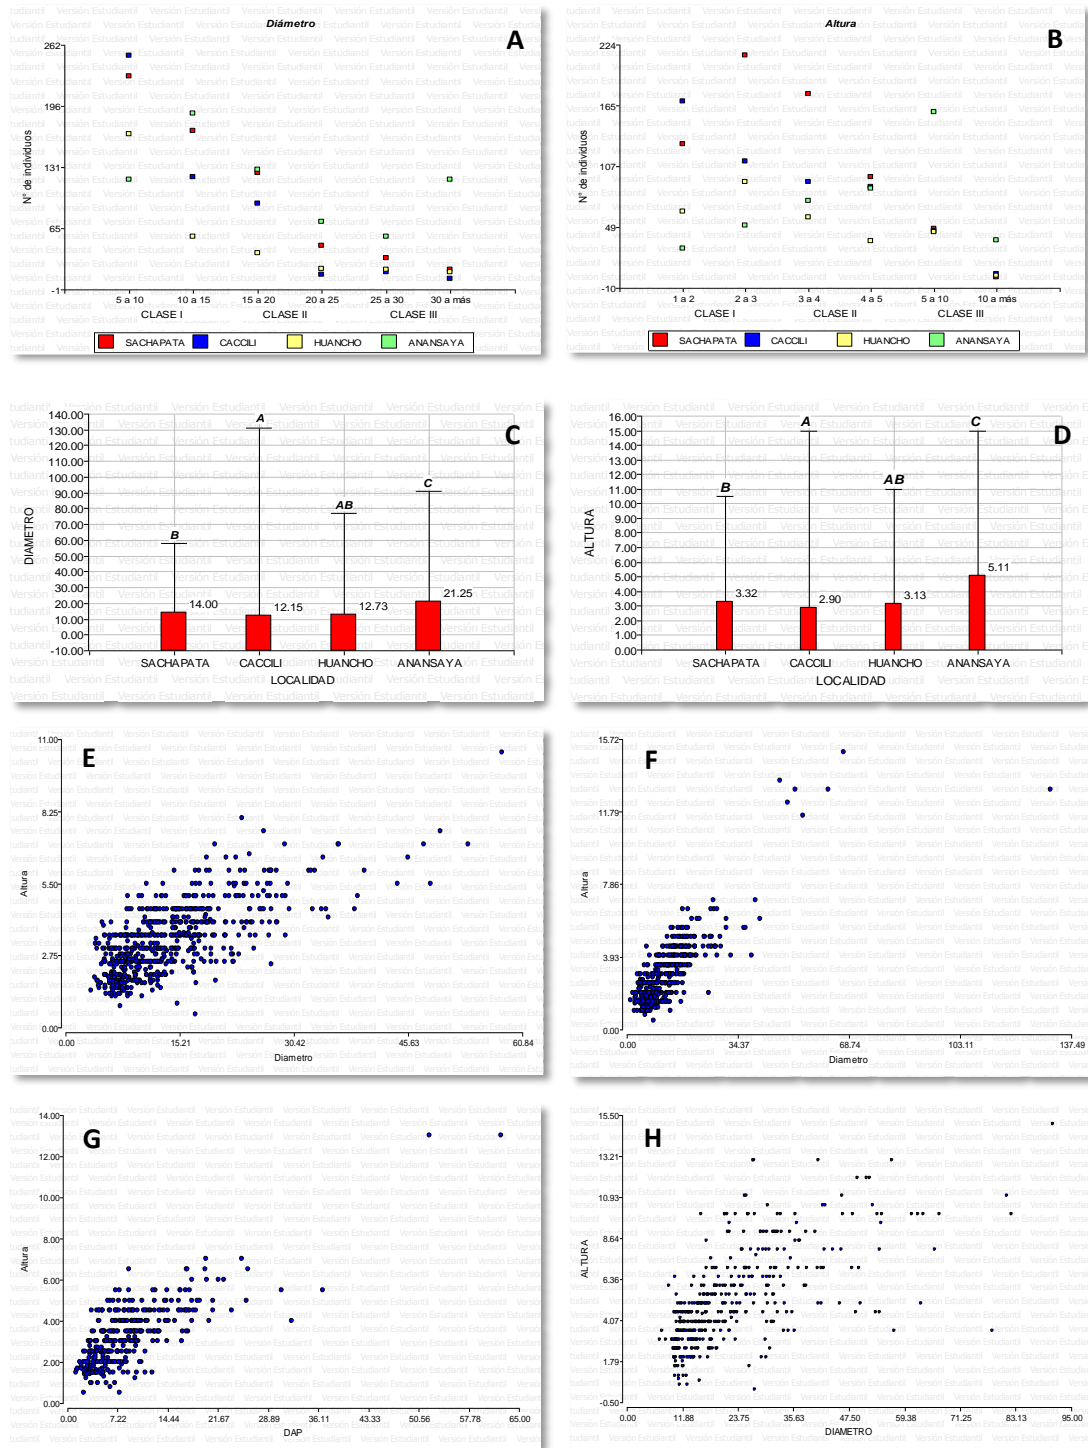 Diámetro
A
262
196
131
65
-1
N° de individuos
5 a 10
10 a 15
15 a 20
20 a 25
25 a 30
30 a más
CLASE I
CLASE II
CLASE III
SACHAPATA
CACCILI
HUANCHO
ANANSAYA
Altura
B
224
165
107
49
-10
N° de individuos
1 a 2
2 a 3
3 a 4
4 a 5
5 a 10
10 a más
CLASE I
CLASE II
CLASE III
SACHAPATA
CACCILI
HUANCHO
ANANSAYA
C
140.00
130.00
120.00
110.00
100.00
90.00
80.00
70.00
60.00
50.00
40.00
30.00
20.00
10.00
0.00
-10.00
DIAMETRO
B
A
AB
C
14.00
12.15
12.73
21.25
SACHAPATA
CACCILI
HUANCHO
ANANSAYA
LOCALIDAD
D
16.00
15.00
14.00
13.00
12.00
11.00
10.00
9.00
8.00
7.00
6.00
5.00
4.00
3.00
2.00
1.00
0.00
ALTURA
B
A
AB
C
3.32
2.90
3.13
5.11
SACHAPATA
CACCILI
HUANCHO
ANANSAYA
LOCALIDAD
E
11.00
8.25
5.50
2.75
0.00
Altura
0.00
15.21
30.42
45.63
60.84
Diametro
F
15.72
11.79
7.86
3.93
0.00
Altura
0.00
34.37
68.74
103.11
137.49
Diametro
G
14.00
12.00
10.00
8.00
6.00
4.00
2.00
0.00
Altura
0.00
7.22
14.44
21.67
28.89
36.11
43.33
50.56
57.78
65.00
DAP
H
15.50
13.21
10.93
8.64
6.36
4.07
1.79
-0.50
ALTURA
0.00
11.88
23.75
35.63
47.50
59.38
71.25
83.13
95.00
DIAMETRO
Versión Estudiantil